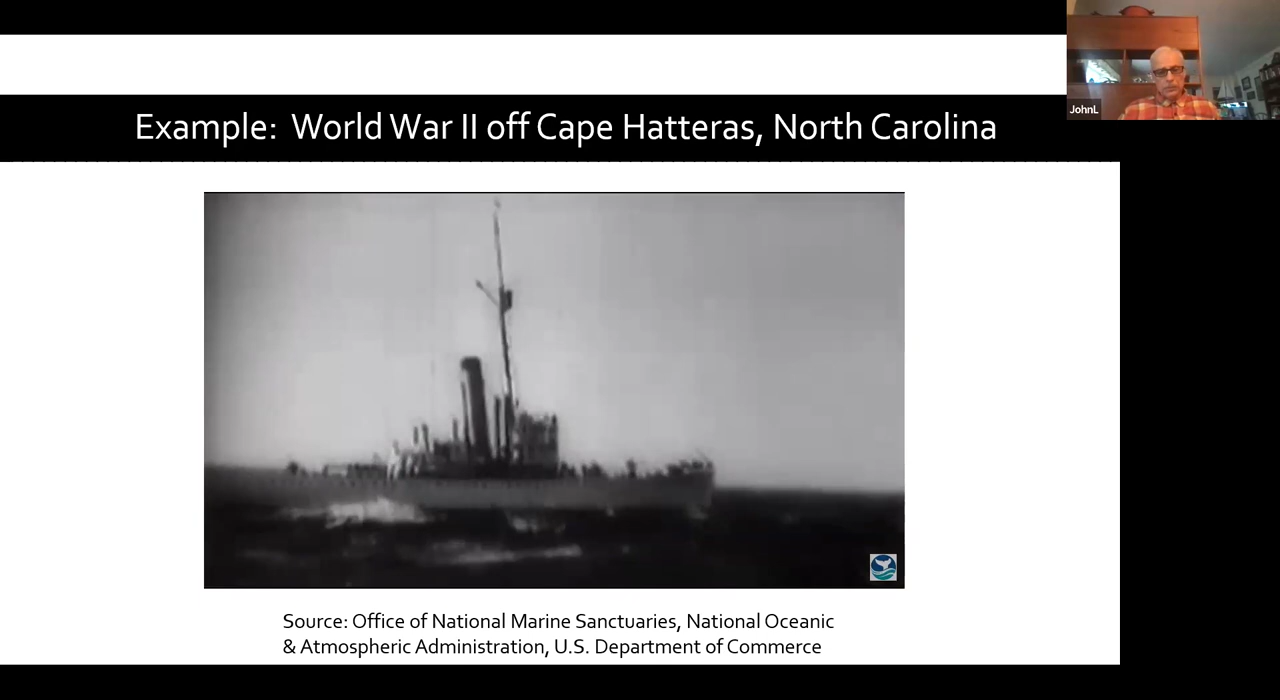 Example: World War II off Cape Hatteras, North Carolina
JohnL
Source: Office of National Marine Sanctuaries, National Oceanic
& Atmospheric Administration, U.S. Department of Commerce